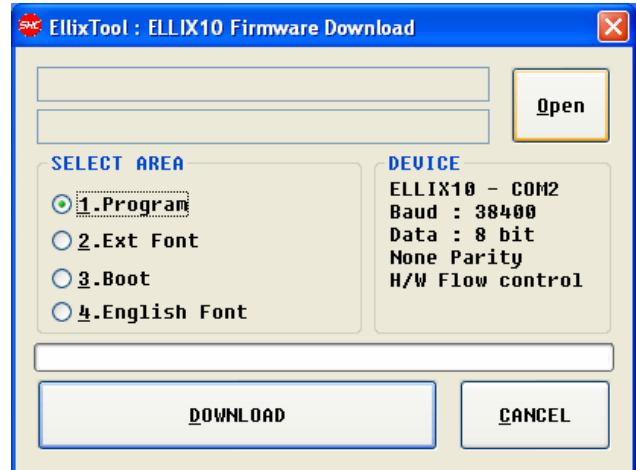 SHC EllixTool : ELLIX10 Firmware Download
Open
SELECT AREA
1.Program
2.Ext Font
3.Boot
4.English Font
DEVICE
ELLIX10 - COM2
Baud : 38400
Data : 8 bit
None Parity
H/W Flow control
DOWNLOAD
CANCEL